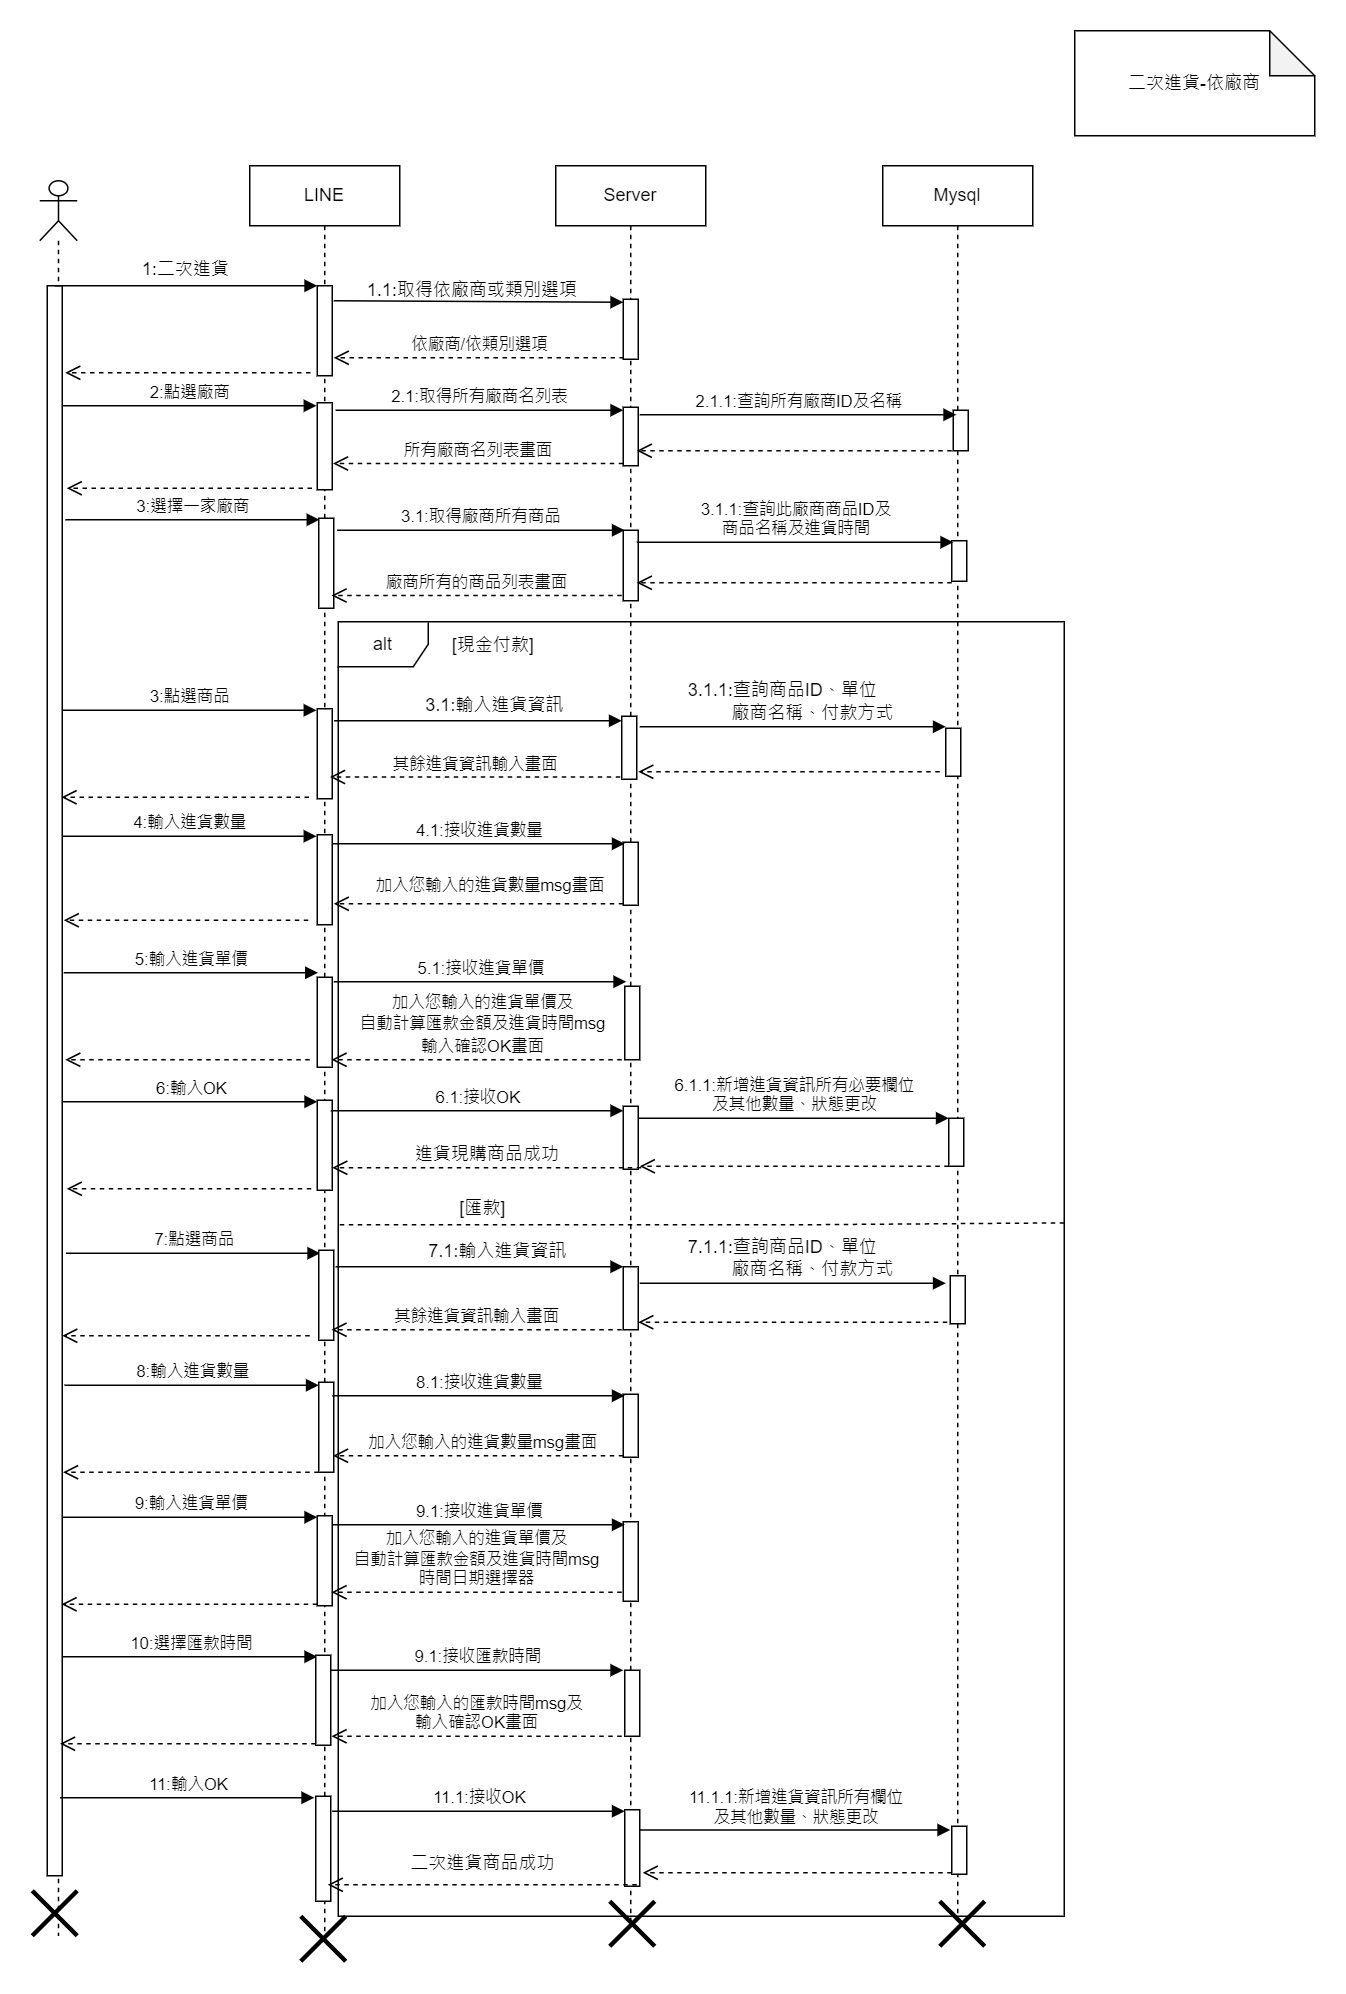 二次進貨-依廠商
LINE
Server
Mysql
1:二次進貨
1.1:取得依廠商或類別選項
依廠商/依類別選項
2:點選廠商
2.1:取得所有廠商名列表
2.1.1:查詢所有廠商ID及名稱
所有廠商名列表畫面
3:選擇一家廠商
3.1:取得廠商所有商品
3.1.1:查詢此廠商商品ID及
商品名稱及進貨時間
廠商所有的商品列表畫面
alt
[現金付款]
3:點選商品
3.1:輸入進貨資訊
3.1.1:查詢商品ID、單位
廠商名稱、付款方式
其餘進貨資訊輸入畫面
4:輸入進貨數量
4.1:接收進貨數量
加入您輸入的進貨數量msg畫面
5:輸入進貨單價
5.1:接收進貨單價
加入您輸入的進貨單價及
自動計算匯款金額及進貨時間msg
輸入確認OK畫面
6:輸入OK
6.1:接收OK
6.1.1:新增進貨資訊所有必要欄位
及其他數量、狀態更改
進貨現購商品成功
[匯款]
7:點選商品
7.1:輸入進貨資訊
7.1.1:查詢商品ID、單位
廠商名稱、付款方式
其餘進貨資訊輸入畫面
8:輸入進貨數量
8.1:接收進貨數量
加入您輸入的進貨數量msg畫面
9:輸入進貨單價
9.1:接收進貨單價
加入您輸入的進貨單價及
自動計算匯款金額及進貨時間msg
時間日期選擇器
10:選擇匯款時間
9.1:接收匯款時間
加入您輸入的匯款時間msg及
輸入確認OK畫面
11:輸入OK
11.1:接收OK
11.1.1:新增進貨資訊所有欄位
及其他數量、狀態更改
二次進貨商品成功